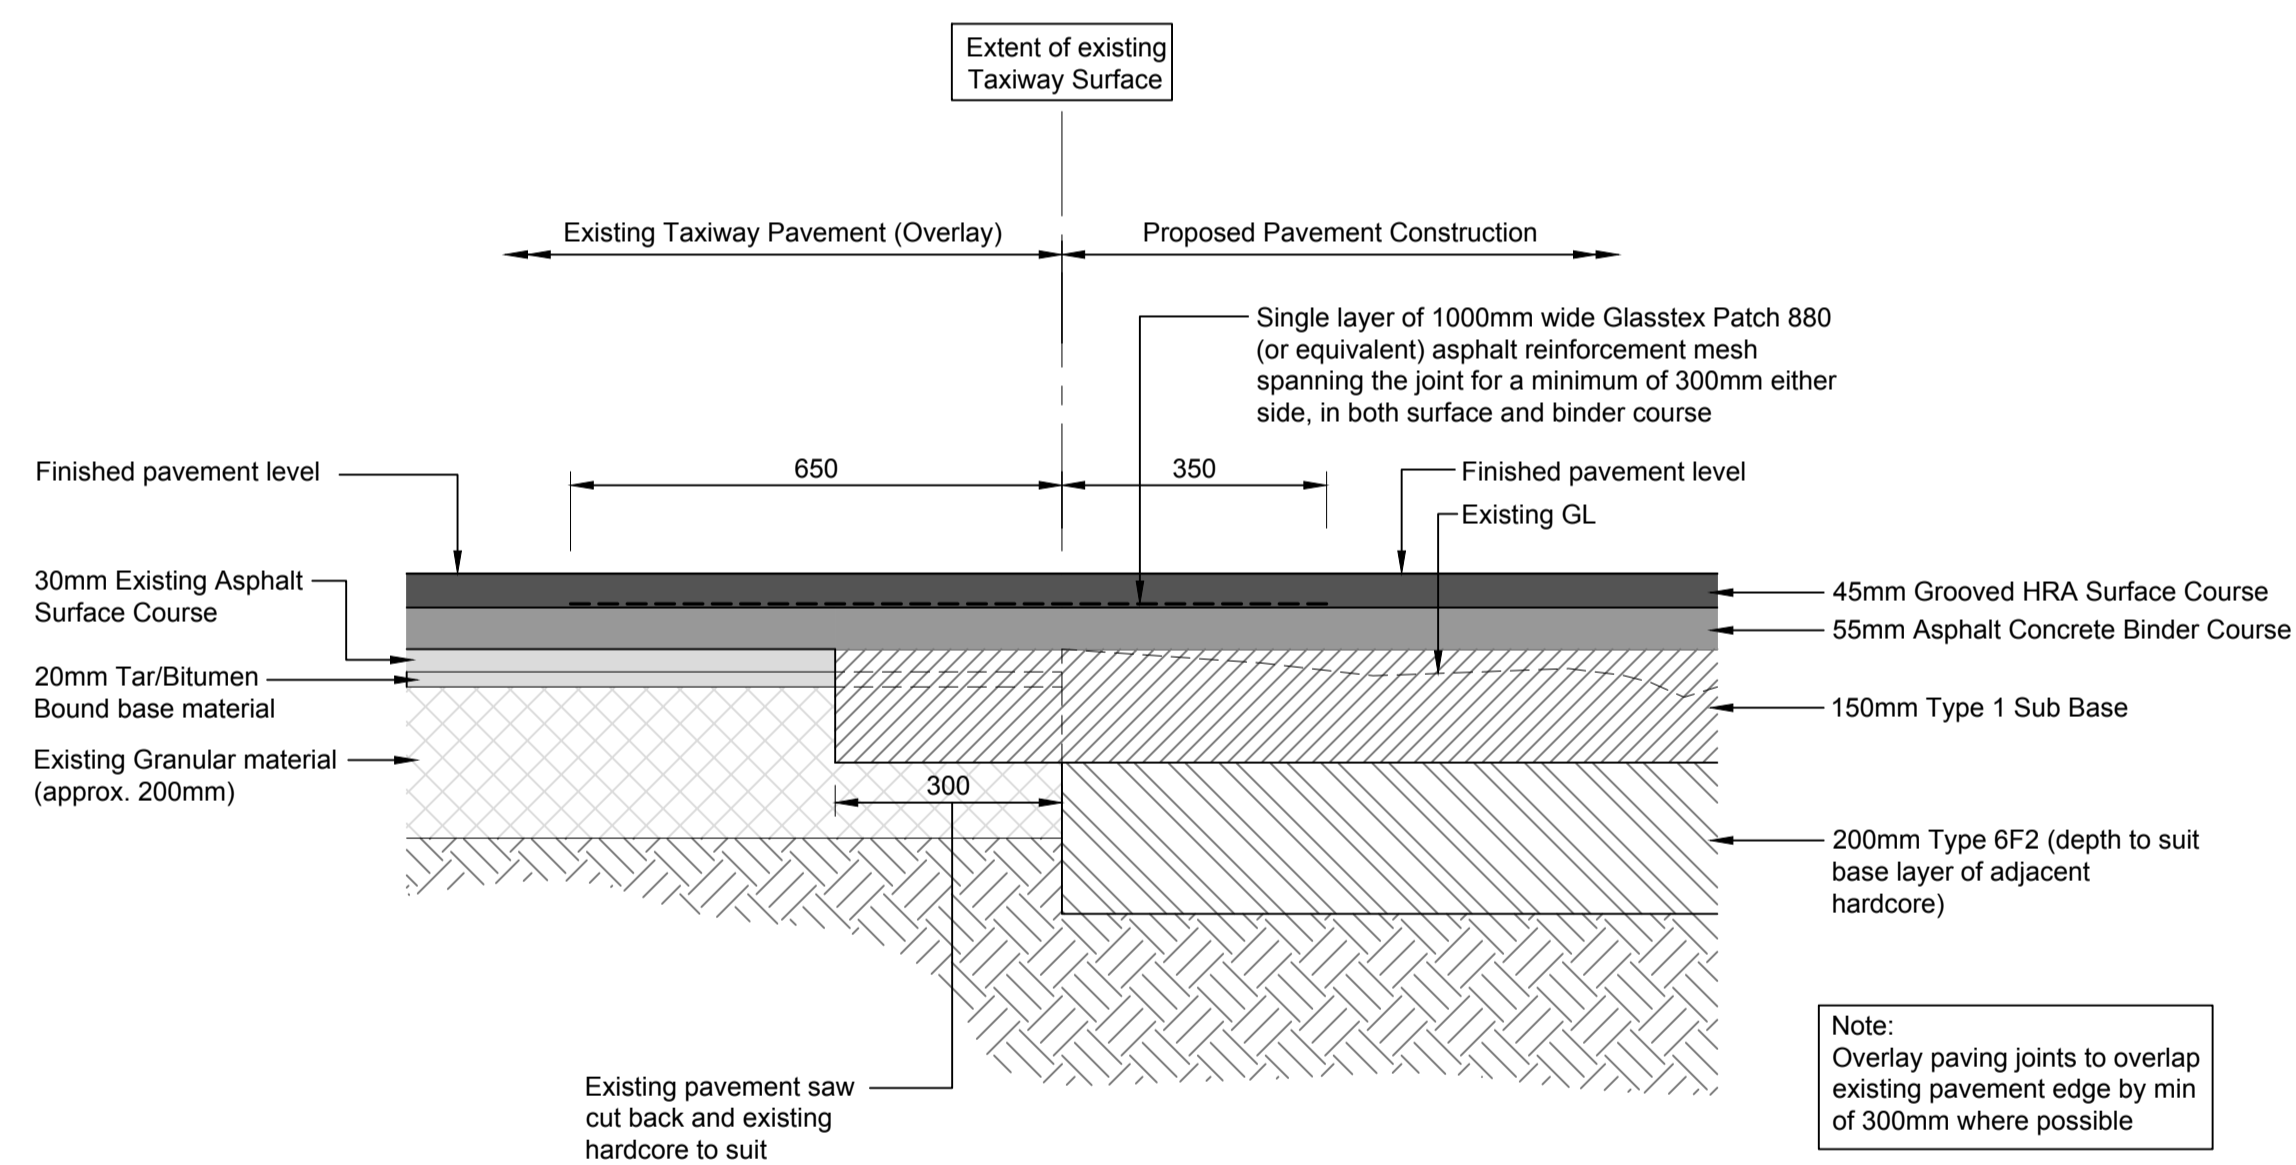 Extent of existing
Taxiway Surface
Existing Taxiway Pavement (Overlay)
Proposed Pavement Construction
Single layer of 1000mm wide Glasstex Patch 880
(or equivalent) asphalt reinforcement mesh
spanning the joint for a minimum of 300mm either
side, in both surface and binder course
650
350
Finished pavement level
Finished pavement level
Existing GL
30mm Existing Asphalt
Surface Course
20mm Tar/Bitumen
Bound base material
Existing Granular material
(approx. 200mm)
45mm Grooved HRA Surface Course
55mm Asphalt Concrete Binder Course
150mm Type 1 Sub Base
300
200mm Type 6F2 (depth to suit
base layer of adjacent
hardcore)
Existing pavement saw
cut back and existing
hardcore to suit
Note:
Overlay paving joints to overlap
existing pavement edge by min
of 300mm where possible